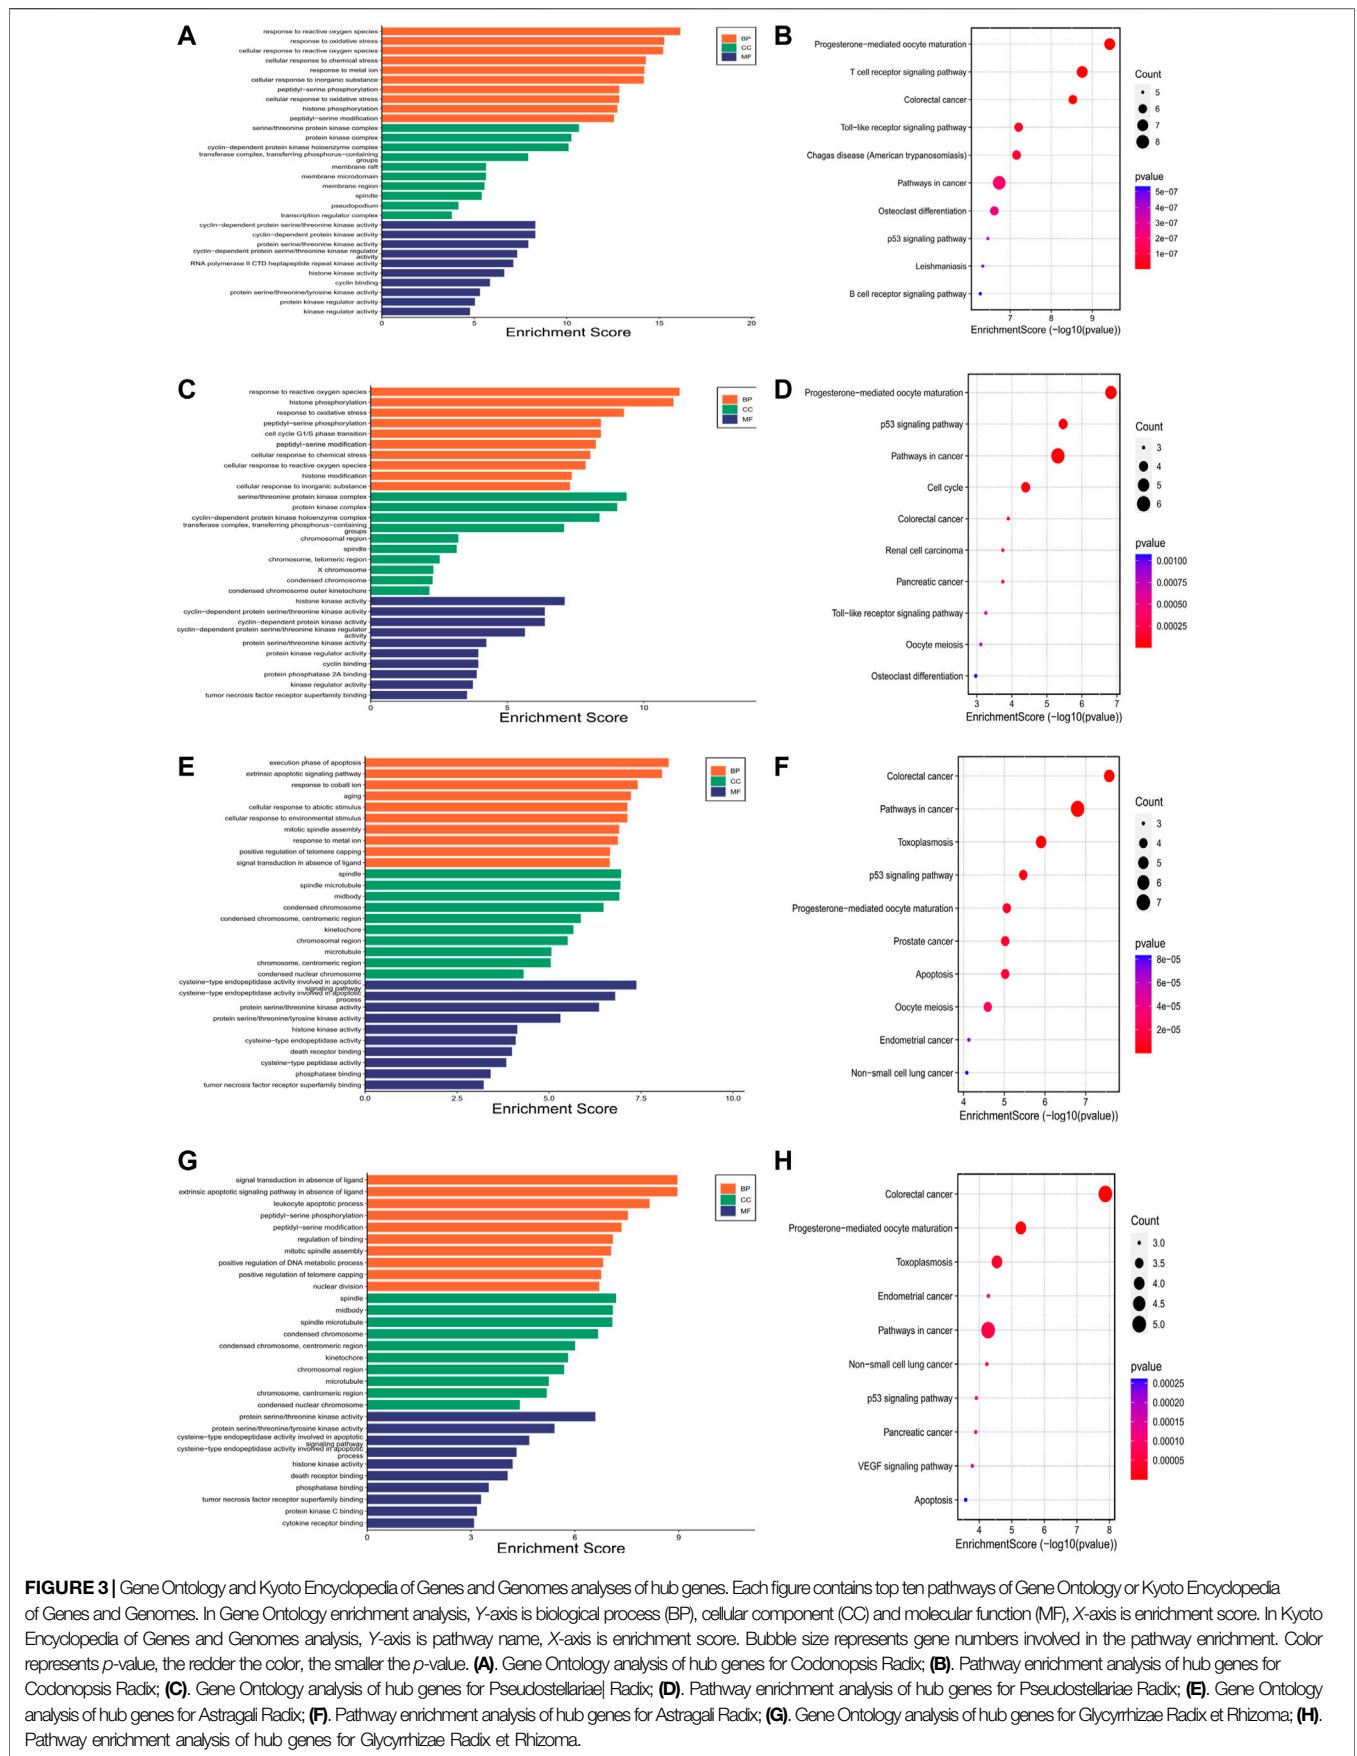 A
response to reactive oxygen species
response to oxidative stress
cellular response to reactive oxygen species
cellular response to chemical stress
response to metal ion
cellular response to inorganic substance
peptidyl−serine phosphorylation
cellular response to oxidative stress
histone phosphorylation
peptidyl−serine modification
serine/threonine protein kinase complex
protein kinase complex
cyclin−dependent protein kinase holoenzyme complex
transferase complex, transferring phosphorus−containing
groups
membrane raft
membrane microdomain
membrane region
spindle
pseudopodium
transcription regulator complex
cyclin−dependent protein serine/threonine kinase activity
cyclin−dependent protein kinase activity
protein serine/threonine kinase activity
cyclin−dependent protein serine/threonine kinase regulator
activity
RNA polymerase II CTD heptapeptide repeat kinase activity
histone kinase activity
cyclin binding
protein serine/threonine/tyrosine kinase activity
protein kinase regulator activity
kinase regulator activity
0 5 10 15 20
Enrichment Score
BP
CC
MF
B
Progesterone−mediated oocyte maturation
T cell receptor signaling pathway
Colorectal cancer
Toll−like receptor signaling pathway
Chagas disease (American trypanosomiasis)
Pathways in cancer
Osteoclast differentiation
p53 signaling pathway
Leishmaniasis
B cell receptor signaling pathway
7 8 9
EnrichmentScore (−log10(pvalue))
Count
5
6
7
8
pvalue
5e−07
4e−07
3e−07
2e−07
1e−07
C
response to reactive oxygen species
histone phosphorylation
response to oxidative stress
peptidyl−serine phosphorylation
cell cycle G1/S phase transition
peptidyl−serine modification
cellular response to chemical stress
cellular response to reactive oxygen species
histone modification
cellular response to inorganic substance
serine/threonine protein kinase complex
protein kinase complex
cyclin−dependent protein kinase holoenzyme complex
transferase complex, transferring phosphorus−containing
groups
chromosomal region
spindle
chromosome, telomeric region
X chromosome
condensed chromosome
condensed chromosome outer kinetochore
histone kinase activity
cyclin−dependent protein serine/threonine kinase activity
cyclin−dependent protein kinase activity
cyclin−dependent protein serine/threonine kinase regulator
activity
protein serine/threonine kinase activity
protein kinase regulator activity
cyclin binding
protein phosphatase 2A binding
kinase regulator activity
tumor necrosis factor receptor superfamily binding
0 5 10
Enrichment Score
BP
CC
MF
D
Progesterone−mediated oocyte maturation
p53 signaling pathway
Pathways in cancer
Cell cycle
Colorectal cancer
Renal cell carcinoma
Pancreatic cancer
Toll−like receptor signaling pathway
Oocyte meiosis
Osteoclast differentiation
3 4 5 6 7
EnrichmentScore (−log10(pvalue))
Count
3
4
5
6
pvalue
0.00100
0.00075
0.00050
0.00025
E
execution phase of apoptosis
extrinsic apoptotic signaling pathway
response to cobalt ion
aging
cellular response to abiotic stimulus
cellular response to environmental stimulus
mitotic spindle assembly
response to metal ion
positive regulation of telomere capping
signal transduction in absence of ligand
spindle
spindle microtubule
midbody
condensed chromosome
condensed chromosome, centromeric region
kinetochore
chromosomal region
microtubule
chromosome, centromeric region
condensed nuclear chromosome
cysteine−type endopeptidase activity involved in apoptotic
signaling pathway
cysteine−type endopeptidase activity involved in apoptotic
process
protein serine/threonine kinase activity
protein serine/threonine/tyrosine kinase activity
histone kinase activity
cysteine−type endopeptidase activity
death receptor binding
cysteine−type peptidase activity
phosphatase binding
tumor necrosis factor receptor superfamily binding
0.0 2.5 5.0 7.5 10.0
Enrichment Score
BP
CC
MF
F
Colorectal cancer
Pathways in cancer
Toxoplasmosis
p53 signaling pathway
Progesterone−mediated oocyte maturation
Prostate cancer
Apoptosis
Oocyte meiosis
Endometrial cancer
Non−small cell lung cancer
4 5 6 7
EnrichmentScore (−log10(pvalue))
Count
3
4
5
6
7
pvalue
8e−05
6e−05
4e−05
2e−05
G
signal transduction in absence of ligand
extrinsic apoptotic signaling pathway in absence of ligand
leukocyte apoptotic process
peptidyl−serine phosphorylation
peptidyl−serine modification
regulation of binding
mitotic spindle assembly
positive regulation of DNA metabolic process
positive regulation of telomere capping
nuclear division
spindle
midbody
spindle microtubule
condensed chromosome
condensed chromosome, centromeric region
kinetochore
chromosomal region
microtubule
chromosome, centromeric region
condensed nuclear chromosome
protein serine/threonine kinase activity
protein serine/threonine/tyrosine kinase activity
cysteine−type endopeptidase activity involved in apoptotic
signaling pathway
cysteine−type endopeptidase activity involved in apoptotic
process
histone kinase activity
death receptor binding
phosphatase binding
tumor necrosis factor receptor superfamily binding
protein kinase C binding
cytokine receptor binding
0 3 6 9
Enrichment Score
BP
CC
MF
H
Colorectal cancer
Progesterone−mediated oocyte maturation
Toxoplasmosis
Endometrial cancer
Pathways in cancer
Non−small cell lung cancer
p53 signaling pathway
Pancreatic cancer
VEGF signaling pathway
Apoptosis
4 5 6 7 8
EnrichmentScore (−log10(pvalue))
Count
3.0
3.5
4.0
4.5
5.0
pvalue
0.00025
0.00020
0.00015
0.00010
0.00005
FIGURE 3 | Gene Ontology and Kyoto Encyclopedia of Genes and Genomes analyses of hub genes. Each figure contains top ten pathways of Gene Ontology or Kyoto Encyclopedia
of Genes and Genomes. In Gene Ontology enrichment analysis, Y-axis is biological process (BP), cellular component (CC) and molecular function (MF), X-axis is enrichment score. In Kyoto
Encyclopedia of Genes and Genomes analysis, Y-axis is pathway name, X-axis is enrichment score. Bubble size represents gene numbers involved in the pathway enrichment. Color
represents p-value, the redder the color, the smaller the p-value. (A). Gene Ontology analysis of hub genes for Codonopsis Radix; (B). Pathway enrichment analysis of hub genes for
Codonopsis Radix; (C). Gene Ontology analysis of hub genes for Pseudostellariae| Radix; (D). Pathway enrichment analysis of hub genes for Pseudostellariae Radix; (E). Gene Ontology
analysis of hub genes for Astragali Radix; (F). Pathway enrichment analysis of hub genes for Astragali Radix; (G). Gene Ontology analysis of hub genes for Glycyrrhizae Radix et Rhizoma; (H).
Pathway enrichment analysis of hub genes for Glycyrrhizae Radix et Rhizoma.